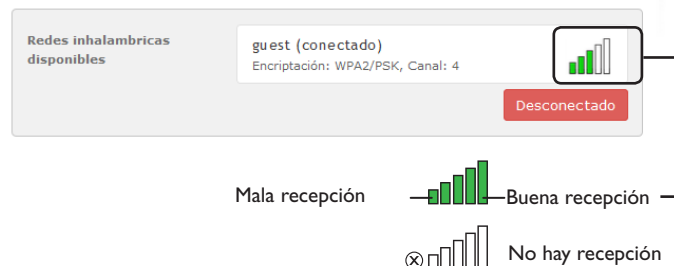 Redes inhalambricas
disponibles
guest (conectado)
Encriptación: WPA2/PSK, Canal: 4
Desconectado
Mala recepción
Buena recepción
No hay recepción